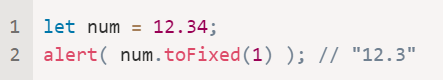 1 let num = 12.34;
2 alert( num.toFixed(1) ); // "12.3"